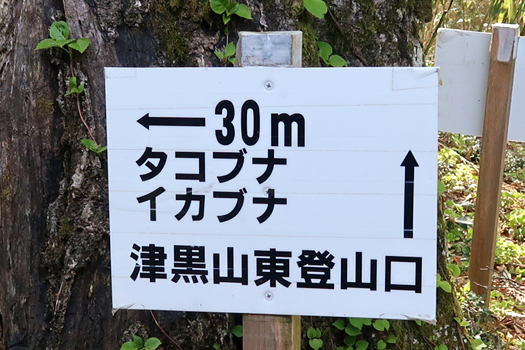 ← 30m
タコブナ
イカブナ ↑
津黒山東登山口